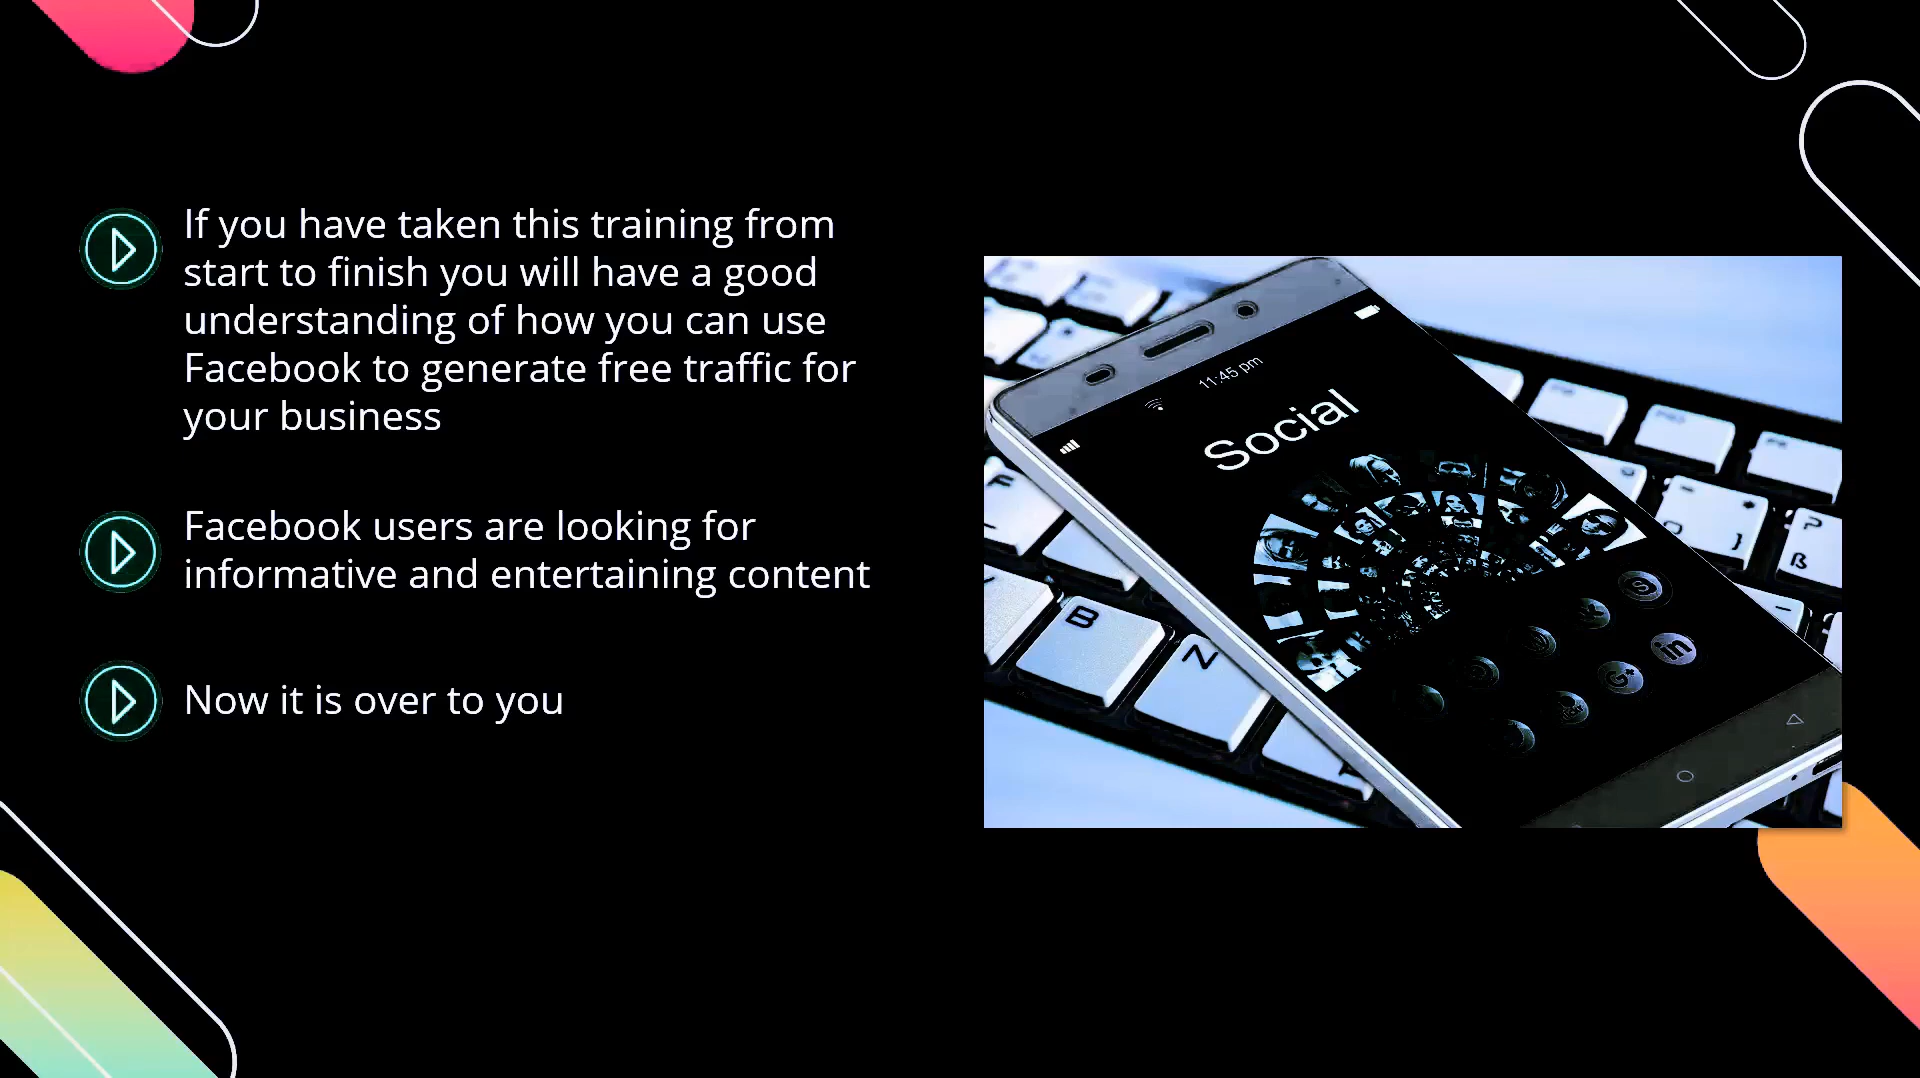 If you have taken this training from
start to finish you will have a good
understanding of how you can use
Facebook to generate free traffic for
your business
Facebook users are looking for
informative and entertaining content
Now it is over to you
11:45 pm
Social
F
B
N
P
ß
S
G+
in